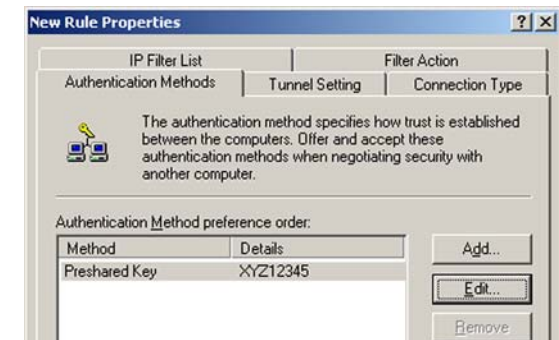 New Rule Properties
IP Filter List Filter Action
Authentication Methods Tunnel Setting Connection Type
The authentication method specifies how trust is established
between the computers. Offer and accept these
authentication methods when negotiating security with
another computer.
Authentication Method preference order:
Method Details
Preshared Key XYZ12345
Add...
Edit...
Remove